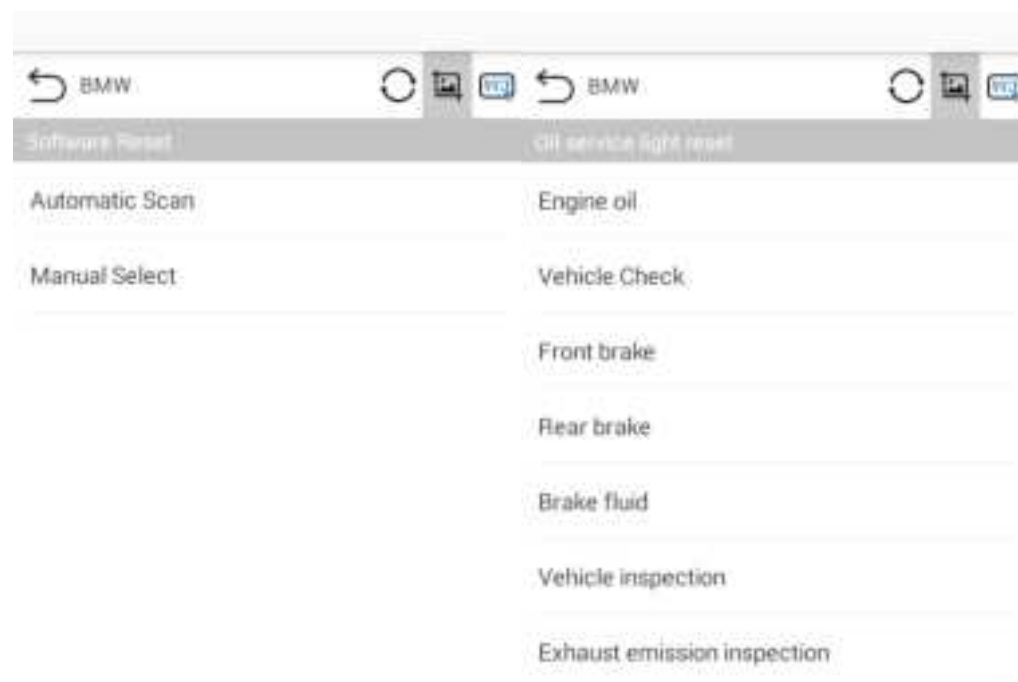 BMW
Software Reset
Automatic Scan
Manual Select
BMW
Oil service light reset
Engine oil
Vehicle Check
Front brake
Rear brake
Brake fluid
Vehicle inspection
Exhaust emission inspection